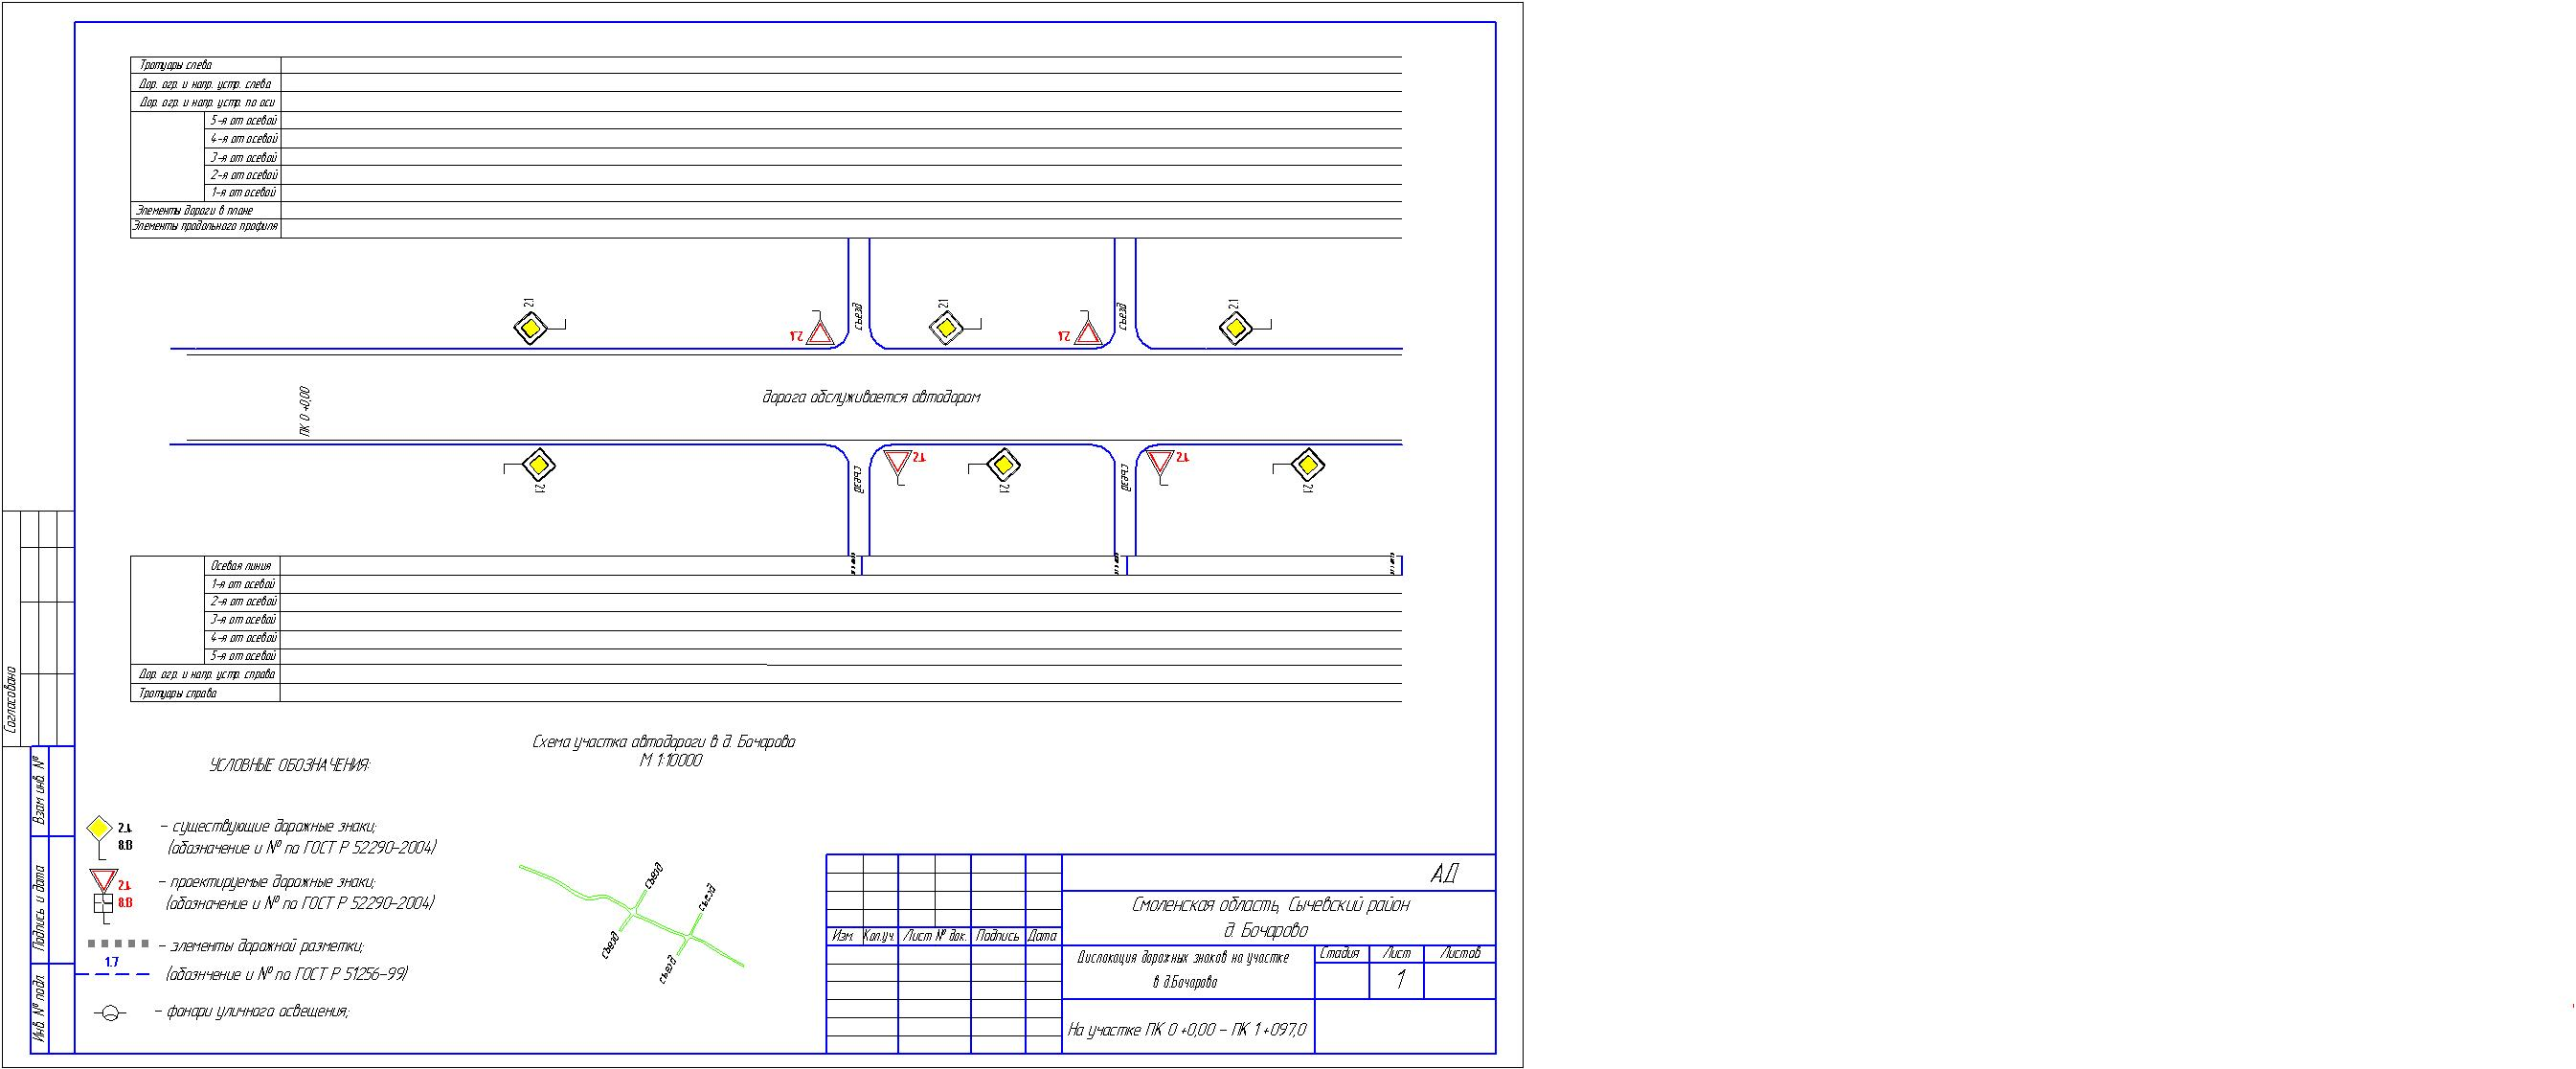 Тротуары слева
Дор. огр. и напр. устр. слева
Дор. огр. и напр. устр. по оси
5-я от осевой
4-я от осевой
3-я от осевой
2-я от осевой
1-я от осевой
Элементы дороги в плане
Элементы продольного профиля
2.1
2.4
съезд
2.1
2.4
съезд
2.1
ПК 0 +0,00
дорога обслуживается автодором
2.1
съезд
2.4
2.1
съезд
2.4
2.1
Осевая линия
1-я от осевой
2-я от осевой
3-я от осевой
4-я от осевой
5-я от осевой
Дор. огр. и напр. устр. справа
Тротуары справа
Согласовано
Взам инв. №
Подпись и дата
Инв. № подл.
УСЛОВНЫЕ ОБОЗНАЧЕНИЯ:
2.1.
8.13
- существующие дорожные знаки;
(обозначение и № по ГОСТ Р 52290-2004)
2.4
8.13
- проектируемые дорожные знаки;
(обозначение и № по ГОСТ Р 52290-2004)
- элементы дорожной разметки;
1.7
(обознчение и № по ГОСТ Р 51256-99)
- фонари уличного освещения;
Схема участка автодороги в д. Бочарово
М 1:10000
съезд
съезд
съезд
съезд
Изм. Кол.уч. Лист № док. Подпись Дата
АД
Смоленская область, Сычевский район
д. Бочарово
Дислокация дорожных знаков на участке
в д.Бочарово
Стадия Лист Листов
1
На участке ПК 0 +0,00 - ПК 1 +097,0